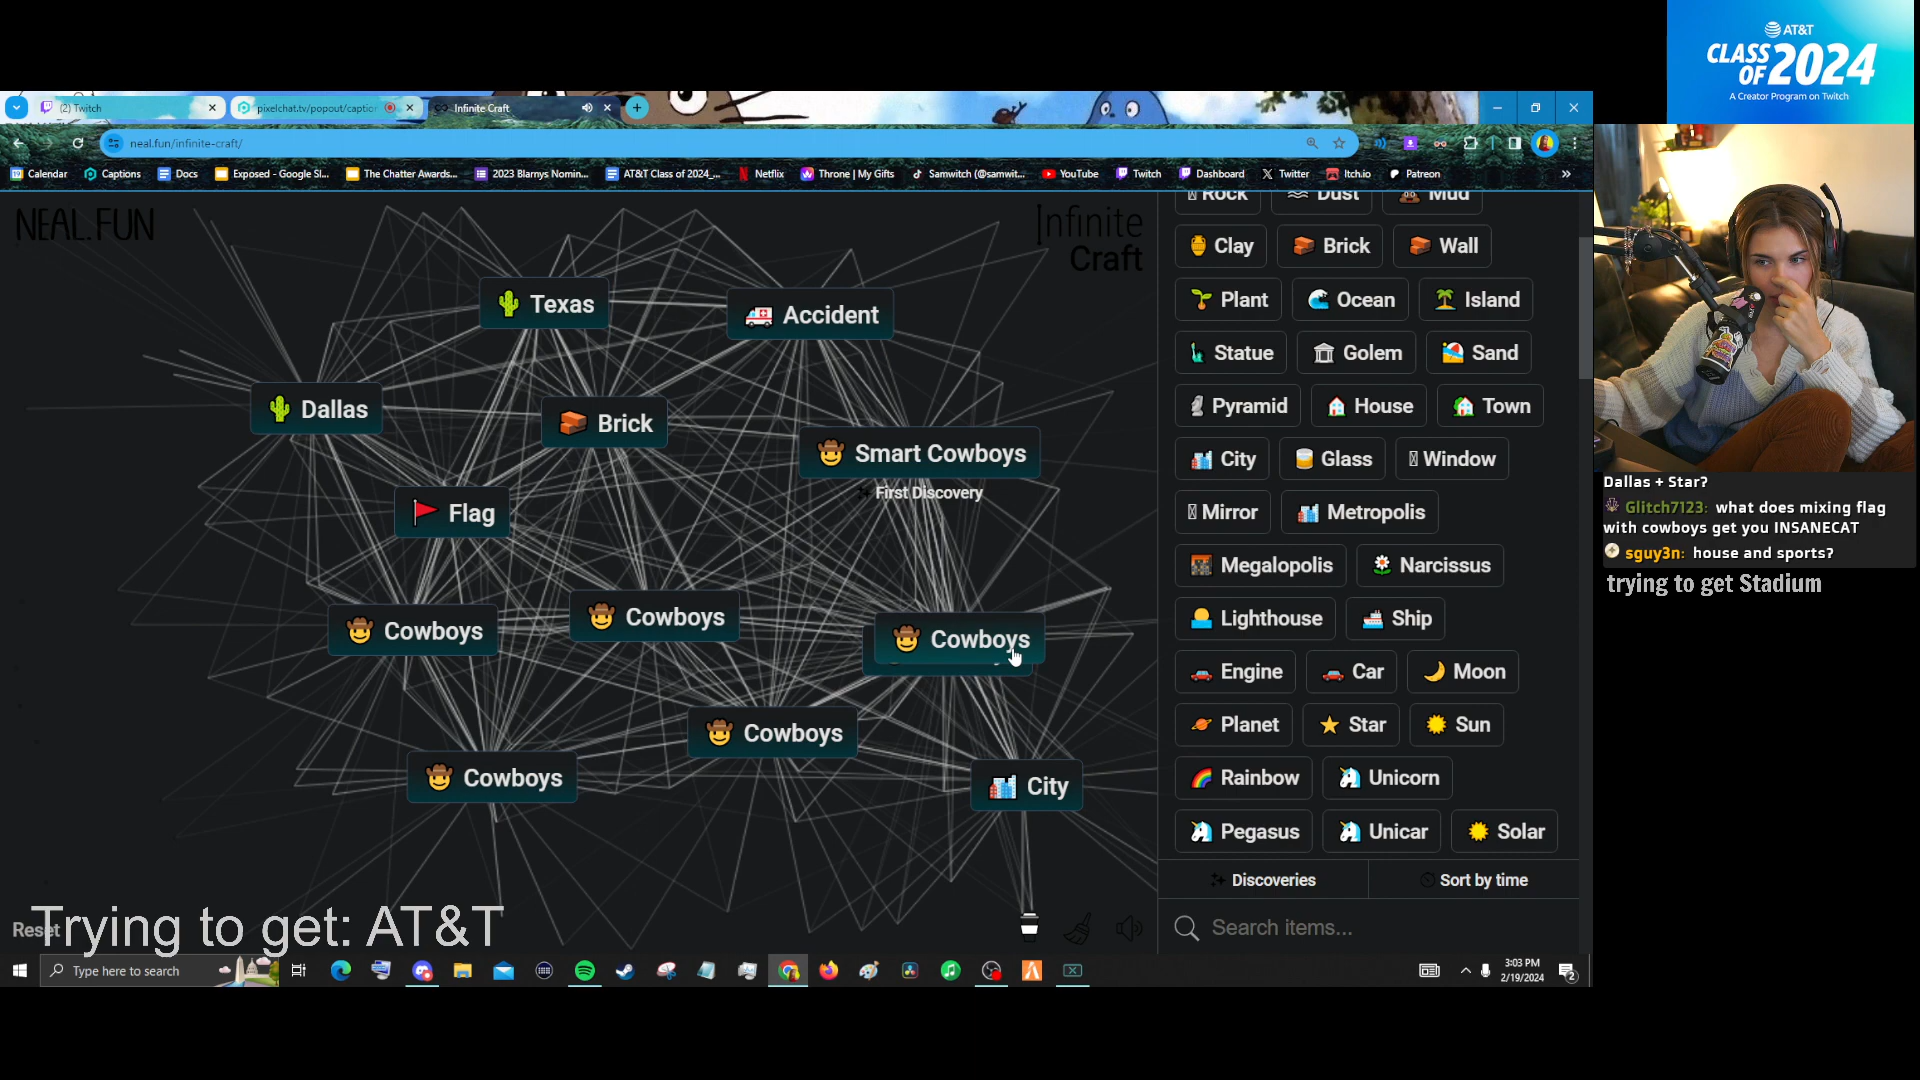 AT&T
CLASS
OF 2024
A Creator Program on Twitch
(2) Twitch
pixelchat.tv/popout/captio
Infinite Craft
neal.fun/infinite-craft/
Calendar
Captions
Docs
Exposed - Google Sl...
The Chatter Awards...
2023 Blarnys Nomin...
AT&T Class of 2024_...
Netflix
Throne | My Gifts
Samwitch (@samwit...
YouTube
Twitch
Dashboard
Twitter
Itch.io
Patreon
NEAL.FUN
Infinite
Craft
Texas
Accident
Dallas
Brick
Smart Cowboys
First Discovery
Flag
Cowboys
Cowboys
Cowboys
Cowboys
Cowboys
City
Reset
Trying to get: AT&T
Rock Dust Mud
Clay Brick Wall
Plant Ocean Island
Statue Golem Sand
Pyramid House Town
City Glass Window
Mirror Metropolis
Megalopolis Narcissus
Lighthouse Ship
Engine Car Moon
Planet Star Sun
Rainbow Unicorn
Pegasus Unicar Solar
Discoveries Sort by time
Search items...
Dallas + Star?
Glitch7123: what does mixing flag
with cowboys get you INSANECAT
sguy3n: house and sports?
trying to get Stadium
Type here to search
3:03 PM
2/19/2024
2